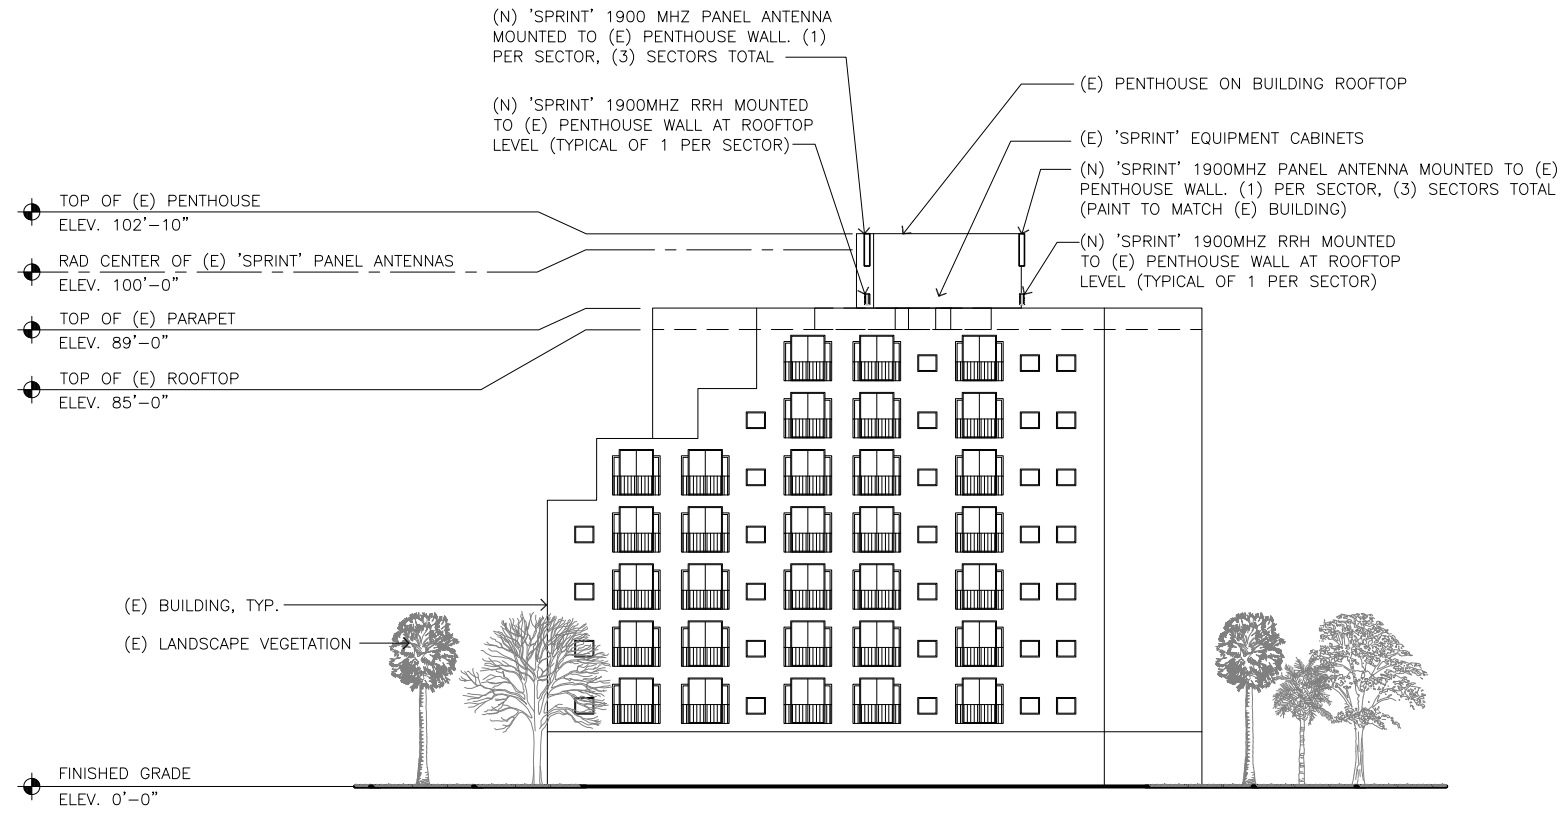 (N) 'SPRINT' 1900 MHZ PANEL ANTENNA
MOUNTED TO (E) PENTHOUSE WALL. (1)
PER SECTOR, (3) SECTORS TOTAL
(N) 'SPRINT' 1900MHZ RRH MOUNTED
TO (E) PENTHOUSE WALL AT ROOFTOP
LEVEL (TYPICAL OF 1 PER SECTOR)
(E) PENTHOUSE ON BUILDING ROOFTOP
(E) 'SPRINT' EQUIPMENT CABINETS
(N) 'SPRINT' 1900MHZ PANEL ANTENNA MOUNTED TO (E)
PENTHOUSE WALL. (1) PER SECTOR, (3) SECTORS TOTAL
(PAINT TO MATCH (E) BUILDING)
(N) 'SPRINT' 1900MHZ RRH MOUNTED
TO (E) PENTHOUSE WALL AT ROOFTOP
LEVEL (TYPICAL OF 1 PER SECTOR)
TOP OF (E) PENTHOUSE
ELEV. 102'-10"
RAD CENTER OF (E) 'SPRINT' PANEL ANTENNAS
ELEV. 100'-0"
TOP OF (E) PARAPET
ELEV. 89'-0"
TOP OF (E) ROOFTOP
ELEV. 85'-0"
(E) BUILDING, TYP.
(E) LANDSCAPE VEGETATION
FINISHED GRADE
ELEV. 0'-0"